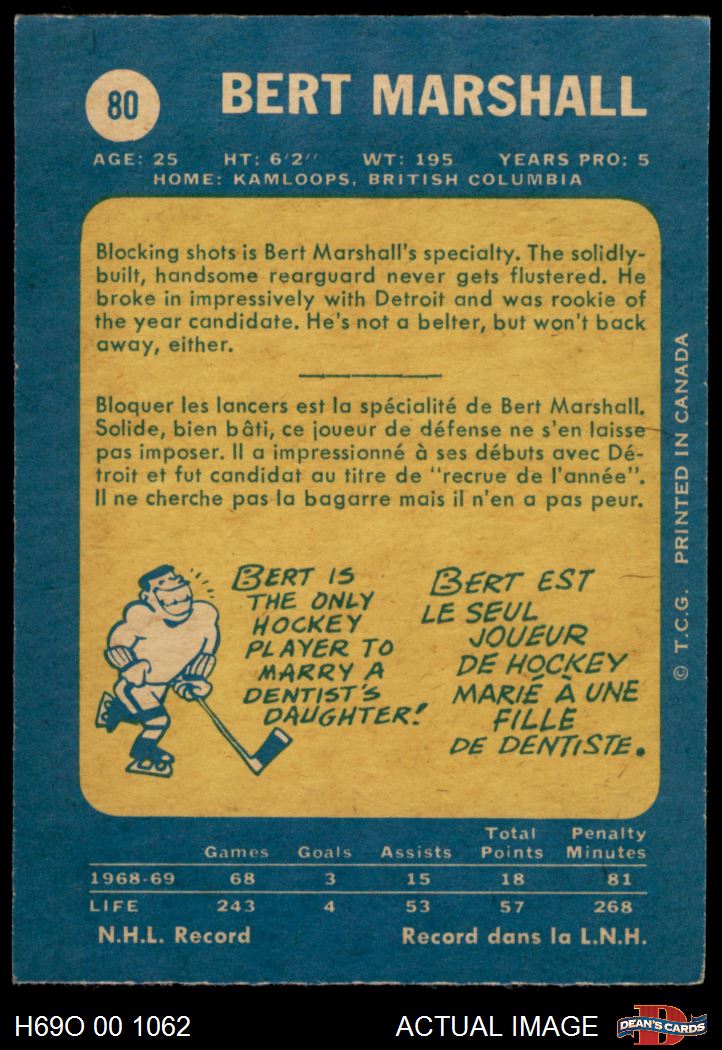 80
BERT MARSHALL
AGE: 25 HT: 6'2" WT: 195 YEARS PRO: 5
HOME: KAMLOOPS, BRITISH COLUMBIA
Blocking shots is Bert Marshall's specialty. The solidly-
built, handsome rearguard never gets flustered. He
broke in impressively with Detroit and was rookie of
the year candidate. He's not a belter, but won't back
away, either.
Bloquer les lancers est la spécialité de Bert Marshall.
Solide, bien bâti, ce joueur de défense ne s'en laisse
pas imposer. Il a impressionné à ses débuts avec Dé-
troit et fut candidat au titre de "recrue de l'année".
Il ne cherche pas la bagarre mais il n'en a pas peur.
BERT IS
THE ONLY
HOCKEY
PLAYER TO
MARRY A
DENTIST'S
DAUGHTER!
BERT EST
LE SEUL
JOUEUR
DE HOCKEY
MARIÉ À UNE
FILLE
DE DENTISTE.
© T.C.G. PRINTED IN CANADA
Total Penalty
Games Goals Assists Points Minutes
1968-69 68 3 15 18 81
LIFE 243 4 53 57 268
N.H.L. Record Record dans la L.N.H.
H69O 00 1062 ACTUAL IMAGE
D
DEAN'S CARDS